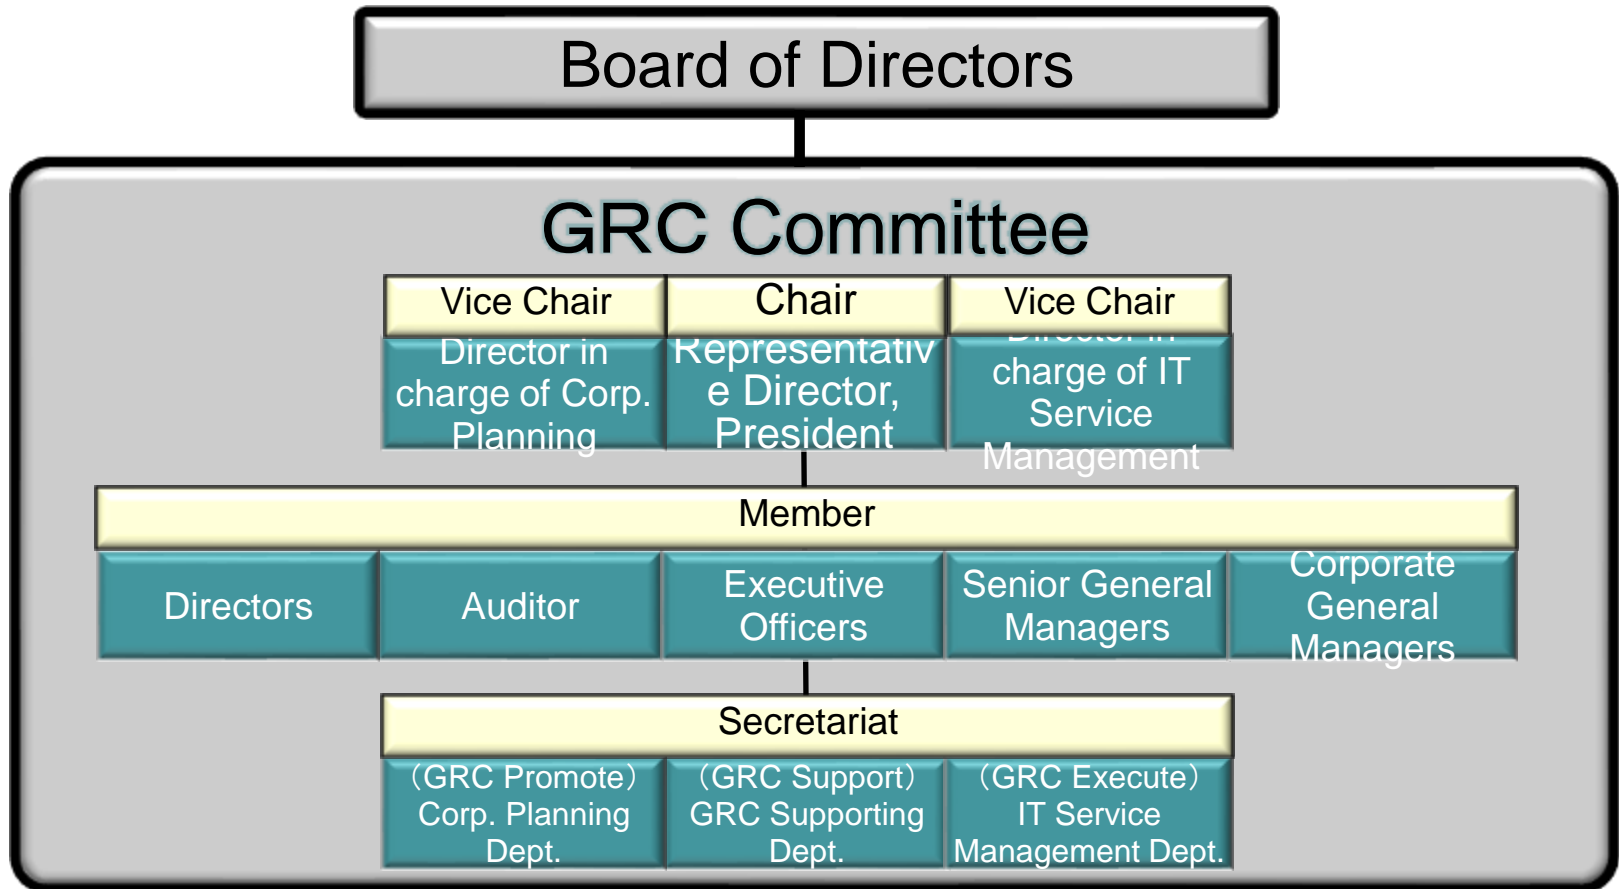 Board of Directors
GRC Committee
Vice Chair
Chair
Vice Chair
Director in
charge of Corp.
Planning
Representativ
e Director,
President
Director in
charge of IT
Service
Management
Member
Directors
Auditor
Executive
Officers
Senior General
Managers
Corporate
General
Managers
Secretariat
（GRC Promote）
Corp. Planning
Dept.
（GRC Support）
GRC Supporting
Dept.
（GRC Execute）
IT Service
Management Dept.